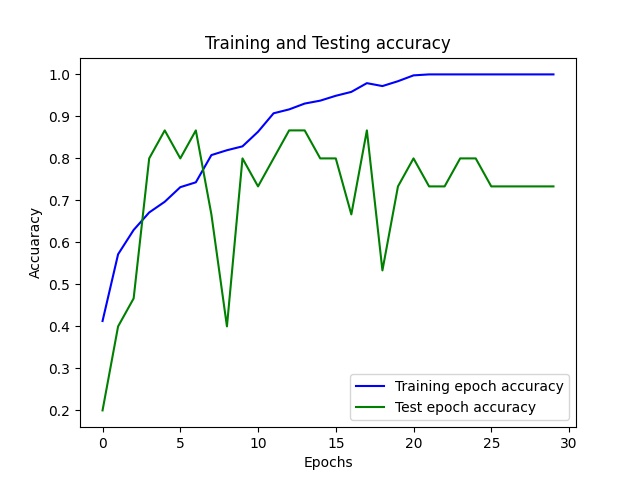 Training and Testing accuracy
1.0
0.9
0.8
0.7
0.6
0.5
0.4
0.3
0.2
Accuaracy
Training epoch accuracy
Test epoch accuracy
0 5 10 15 20 25 30
Epochs